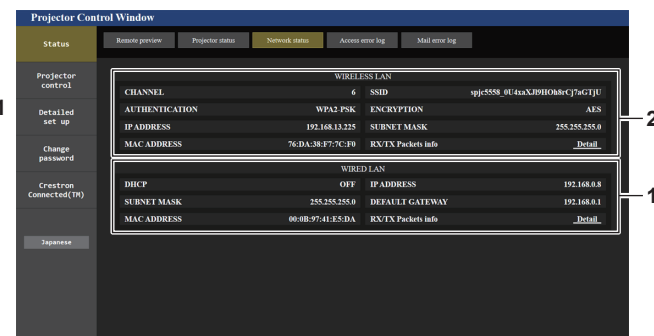 Projector Control Window
Status
Remote preview
Projector status
Network status
Access error log
Mail error log
Projector
control
Detailed
set up
Change
password
Crestron
Connected(TM)
Japanese
WIRELESS LAN
CHANNEL 6 SSID spjc5558_0U4xaXJl9HOh8rCj7aGTjU
AUTHENTICATION WPA2-PSK ENCRYPTION AES
IP ADDRESS 192.168.13.225 SUBNET MASK 255.255.255.0
MAC ADDRESS 76:DA:38:F7:7C:F0 RX/TX Packets info Detail
2
WIRED LAN
DHCP OFF IP ADDRESS 192.168.0.8
SUBNET MASK 255.255.255.0 DEFAULT GATEWAY 192.168.0.1
MAC ADDRESS 00:0B:97:41:E5:DA RX/TX Packets info Detail
1